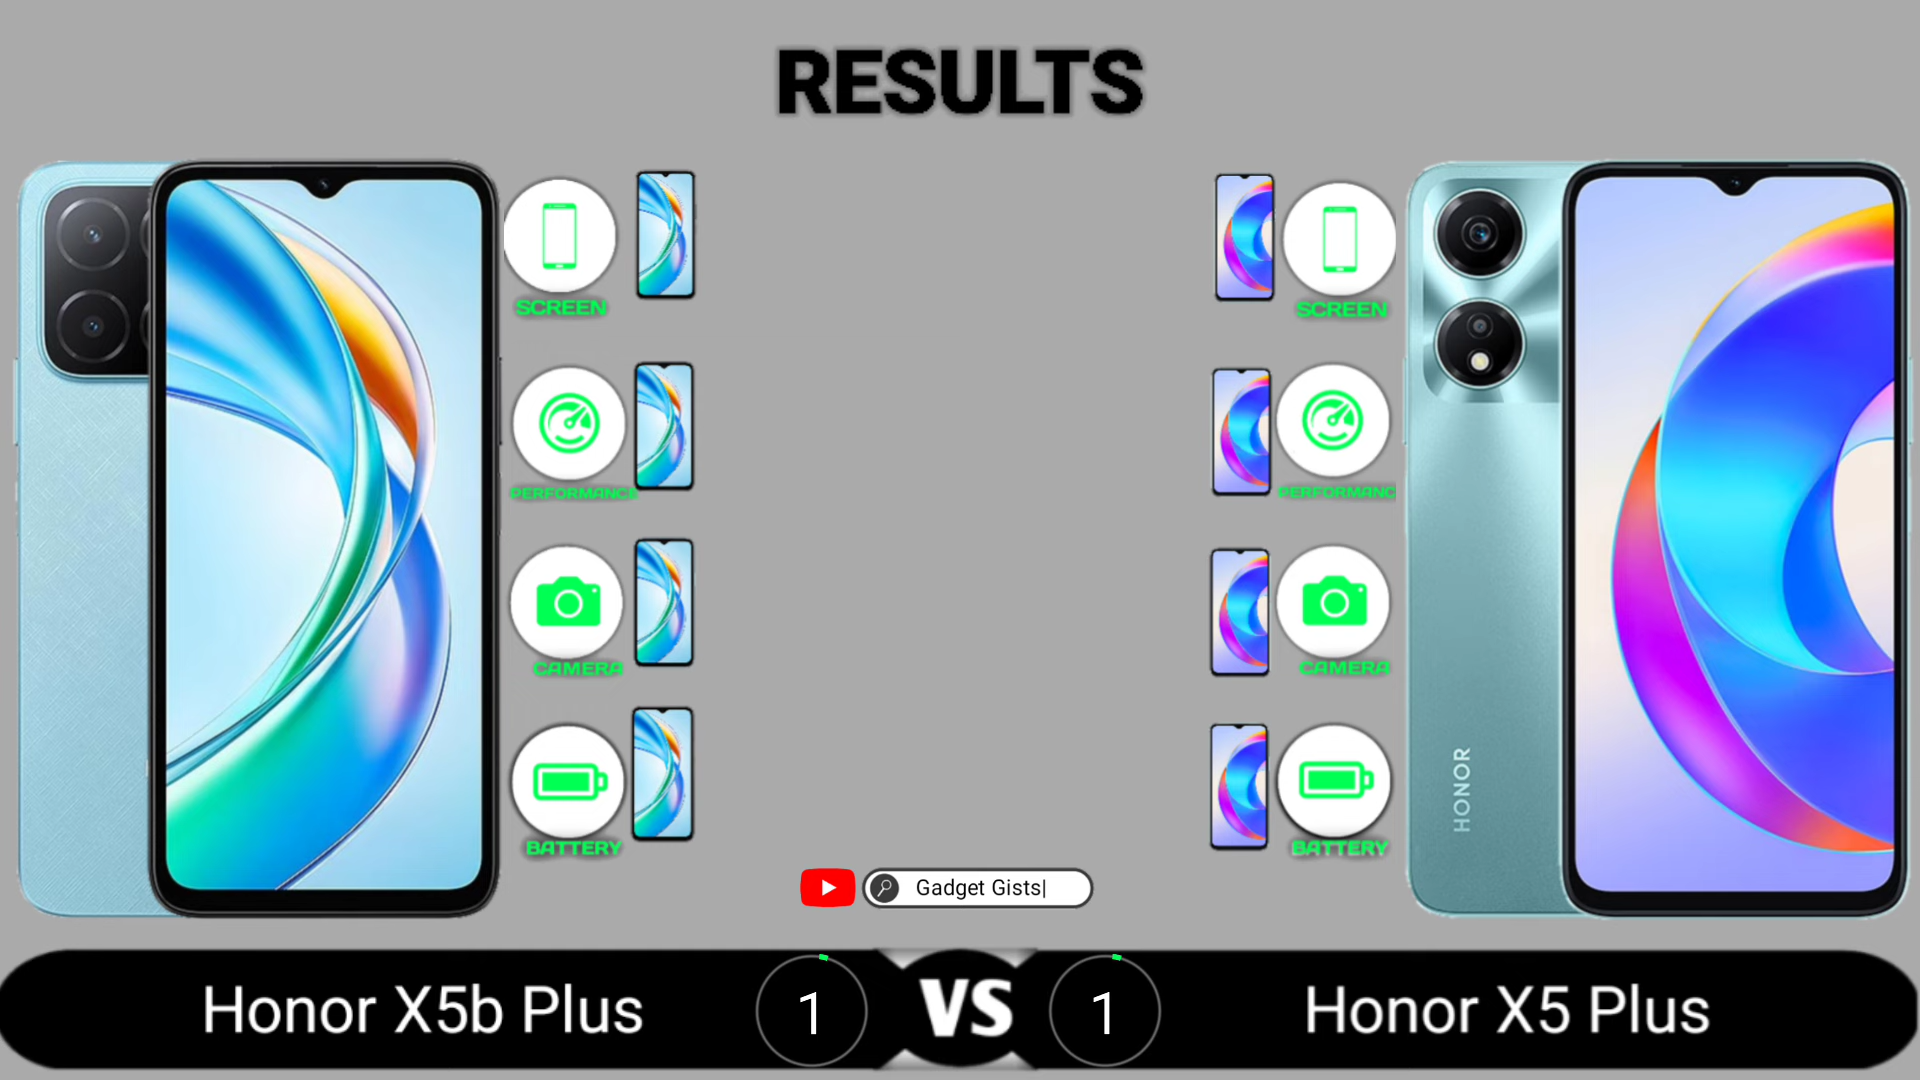 RESULTS
SCREEN
SCREEN
PERFORMANCE
PERFORMANC
CAMERA
CAMERA
HONOR
BATTERY
BATTERY
Gadget Gists|
Honor X5b Plus
1
VS
1
Honor X5 Plus